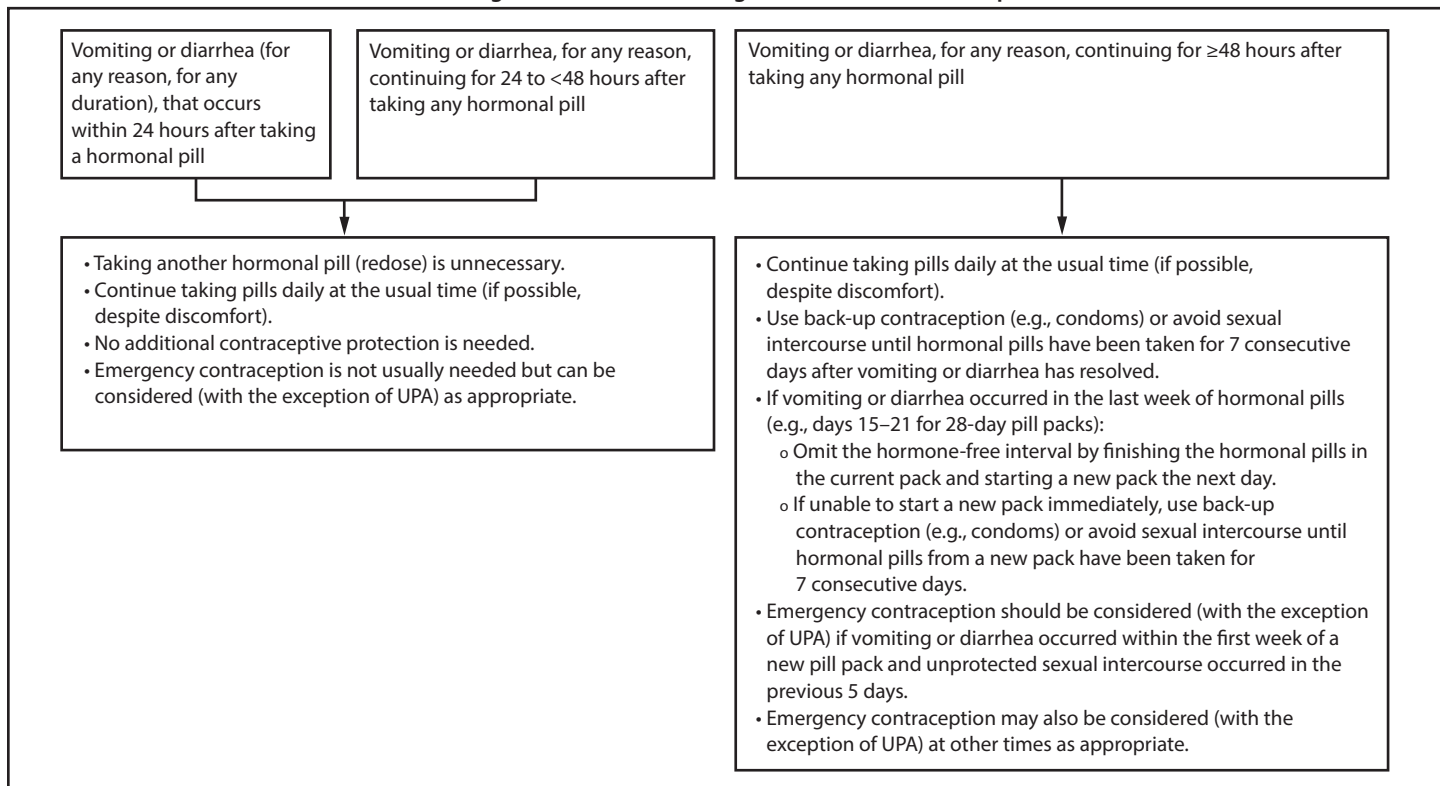 Vomiting or diarrhea (for
any reason, for any
duration), that occurs
within 24 hours after taking
a hormonal pill
Vomiting or diarrhea, for any reason,
continuing for 24 to <48 hours after
taking any hormonal pill
Vomiting or diarrhea, for any reason, continuing for ≥48 hours after
taking any hormonal pill
• Taking another hormonal pill (redose) is unnecessary.
• Continue taking pills daily at the usual time (if possible,
despite discomfort).
• No additional contraceptive protection is needed.
• Emergency contraception is not usually needed but can be
considered (with the exception of UPA) as appropriate.
• Continue taking pills daily at the usual time (if possible,
despite discomfort).
• Use back-up contraception (e.g., condoms) or avoid sexual
intercourse until hormonal pills have been taken for 7 consecutive
days after vomiting or diarrhea has resolved.
• If vomiting or diarrhea occurred in the last week of hormonal pills
(e.g., days 15–21 for 28-day pill packs):
o Omit the hormone-free interval by finishing the hormonal pills in
the current pack and starting a new pack the next day.
o If unable to start a new pack immediately, use back-up
contraception (e.g., condoms) or avoid sexual intercourse until
hormonal pills from a new pack have been taken for
7 consecutive days.
• Emergency contraception should be considered (with the exception
of UPA) if vomiting or diarrhea occurred within the first week of a
new pill pack and unprotected sexual intercourse occurred in the
previous 5 days.
• Emergency contraception may also be considered (with the
exception of UPA) at other times as appropriate.